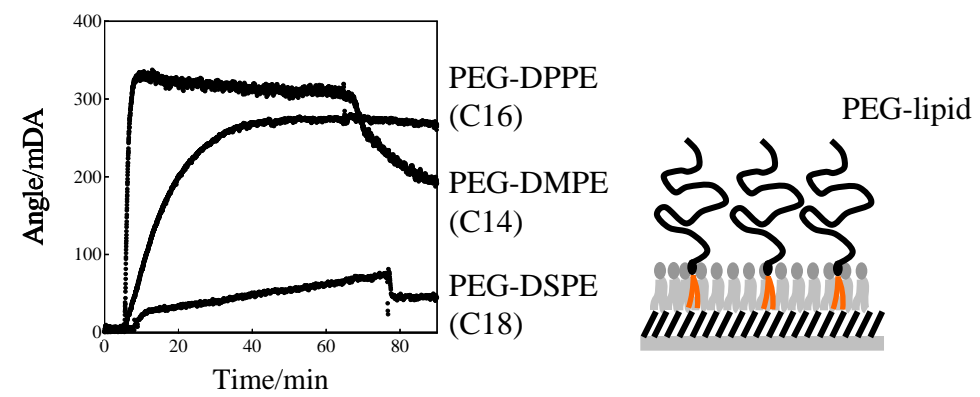 400
300
200
100
0
Angle/mDA
0 20 40 60 80
Time/min
PEG-DPPE
(C16)
PEG-DMPE
(C14)
PEG-DSPE
(C18)
PEG-lipid